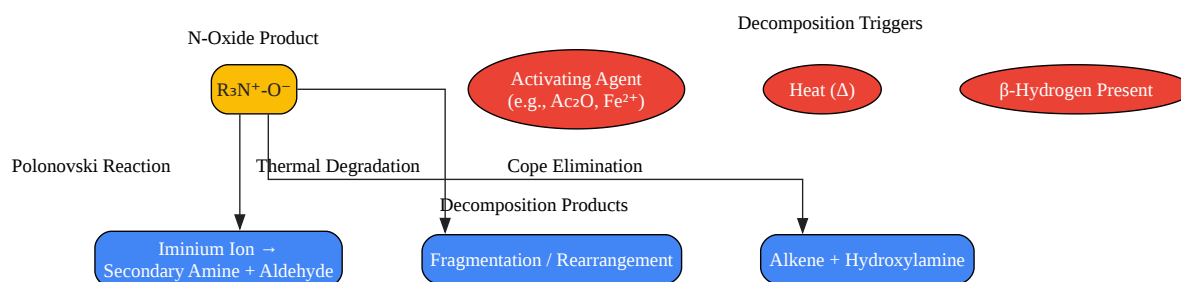 Decomposition Triggers
N-Oxide Product
R₃N⁺-O⁻
Activating Agent
(e.g., Ac₂O, Fe²⁺)
Heat (Δ)
β-Hydrogen Present
Polonovski Reaction
Thermal Degradation
Cope Elimination
Decomposition Products
Iminium Ion →
Secondary Amine + Aldehyde
Fragmentation / Rearrangement
Alkene + Hydroxylamine